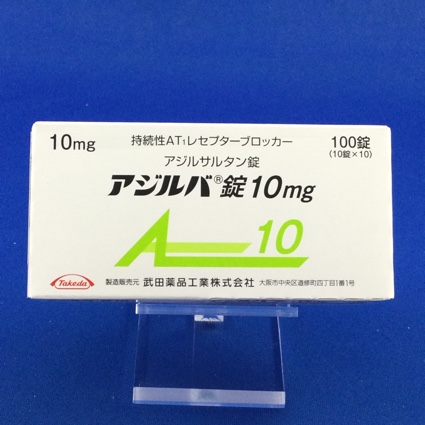 10mg
持続性AT₁レセプターブロッカー
100錠
(10錠×10)
アジルサルタン錠
アジルバ®錠10mg
10
Takeda
製造販売元 武田薬品工業株式会社 大阪市中央区道修町四丁目1番1号